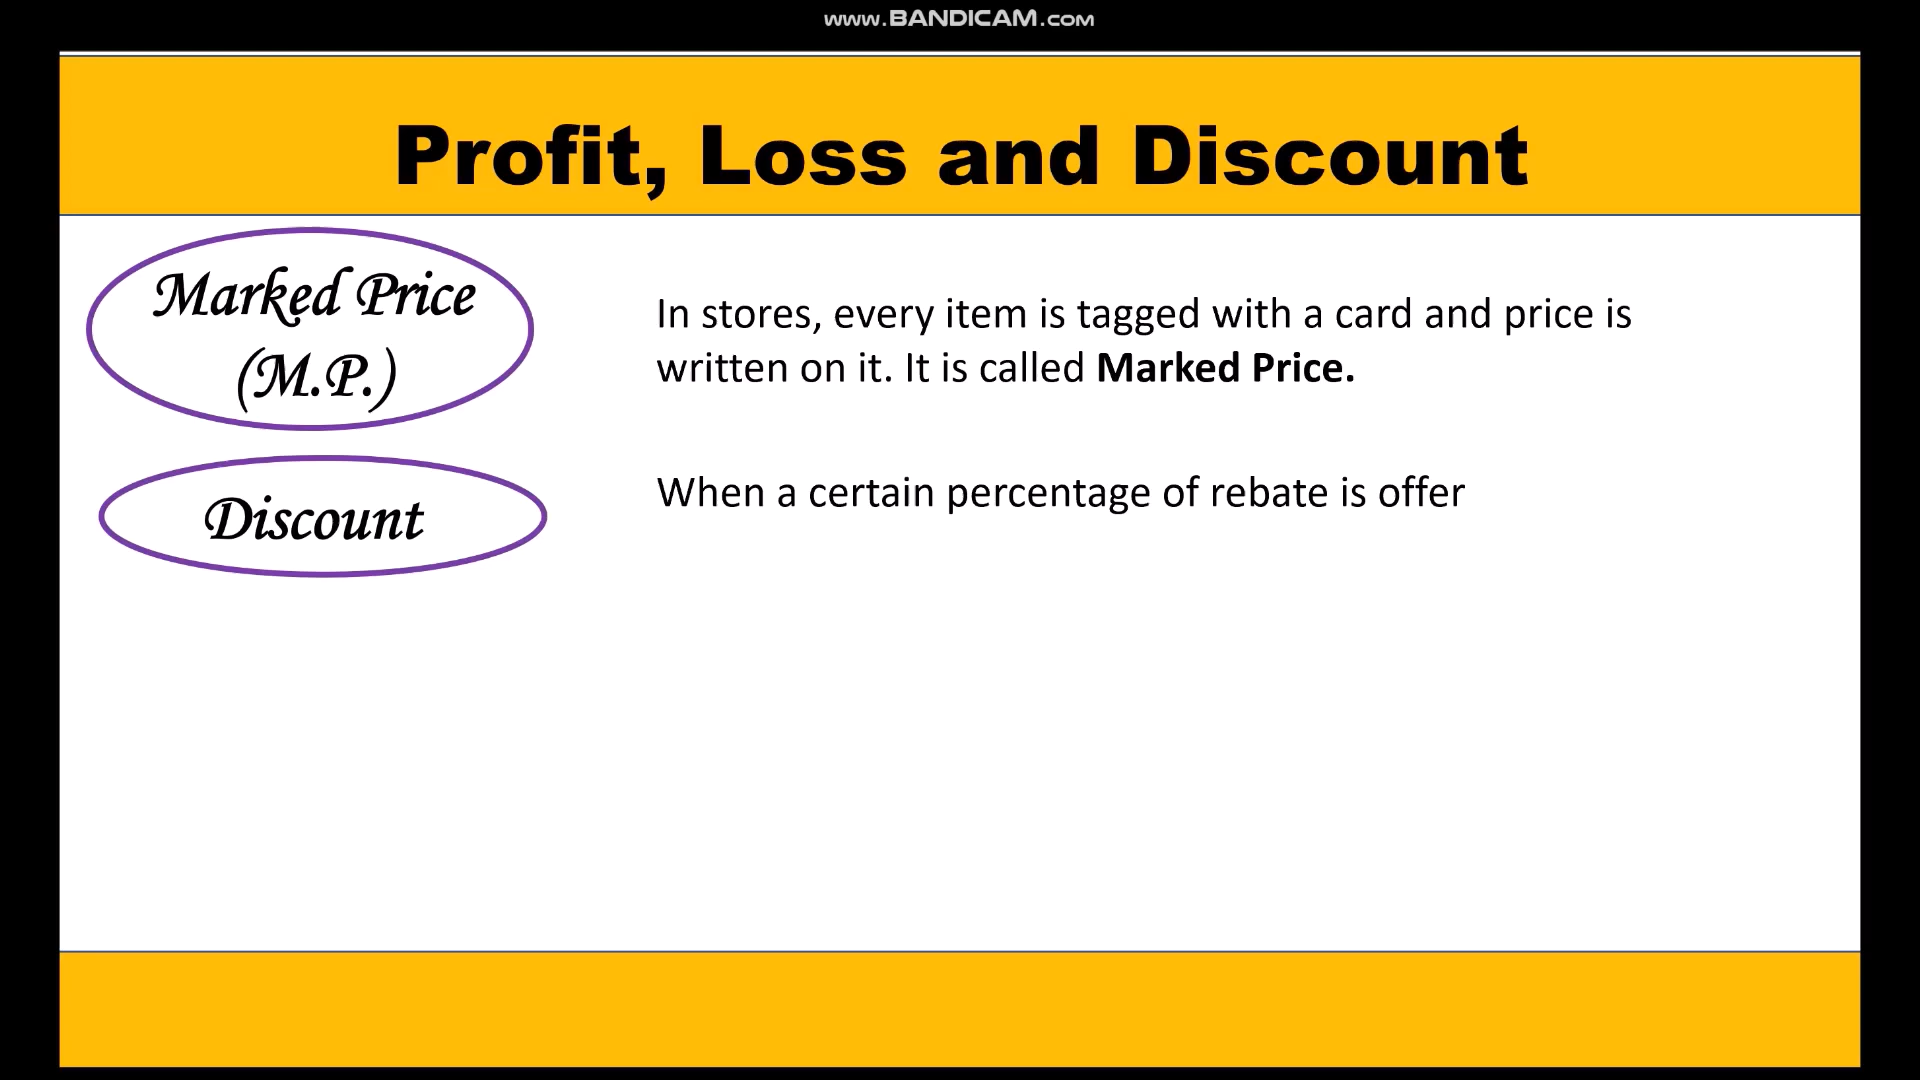 www.BANDICAM.com
Profit, Loss and Discount
Marked Price
(M.P.)
In stores, every item is tagged with a card and price is
written on it. It is called Marked Price.
Discount
When a certain percentage of rebate is offer